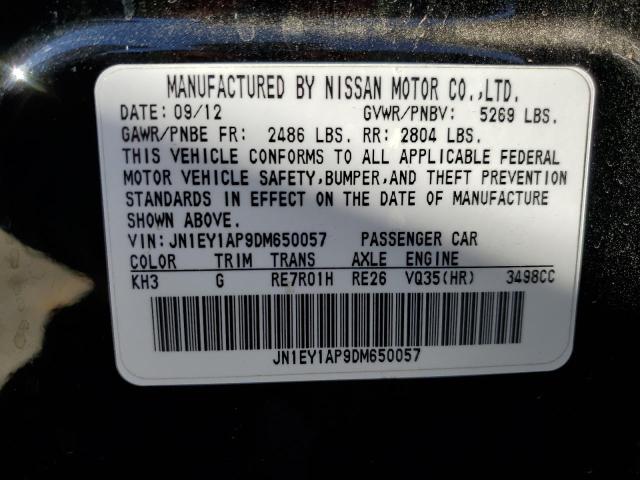 MANUFACTURED BY NISSAN MOTOR CO.,LTD.
DATE: 09/12 GVWR/PNBV: 5269 LBS.
GAWR/PNBE FR: 2486 LBS. RR: 2804 LBS.
THIS VEHICLE CONFORMS TO ALL APPLICABLE FEDERAL
MOTOR VEHICLE SAFETY,BUMPER,AND THEFT PREVENTION
STANDARDS IN EFFECT ON THE DATE OF MANUFACTURE
SHOWN ABOVE.
VIN: JN1EY1AP9DM650057 PASSENGER CAR
COLOR TRIM TRANS AXLE ENGINE
KH3 G RE7R01H RE26 VQ35(HR) 3498CC
JN1EY1AP9DM650057